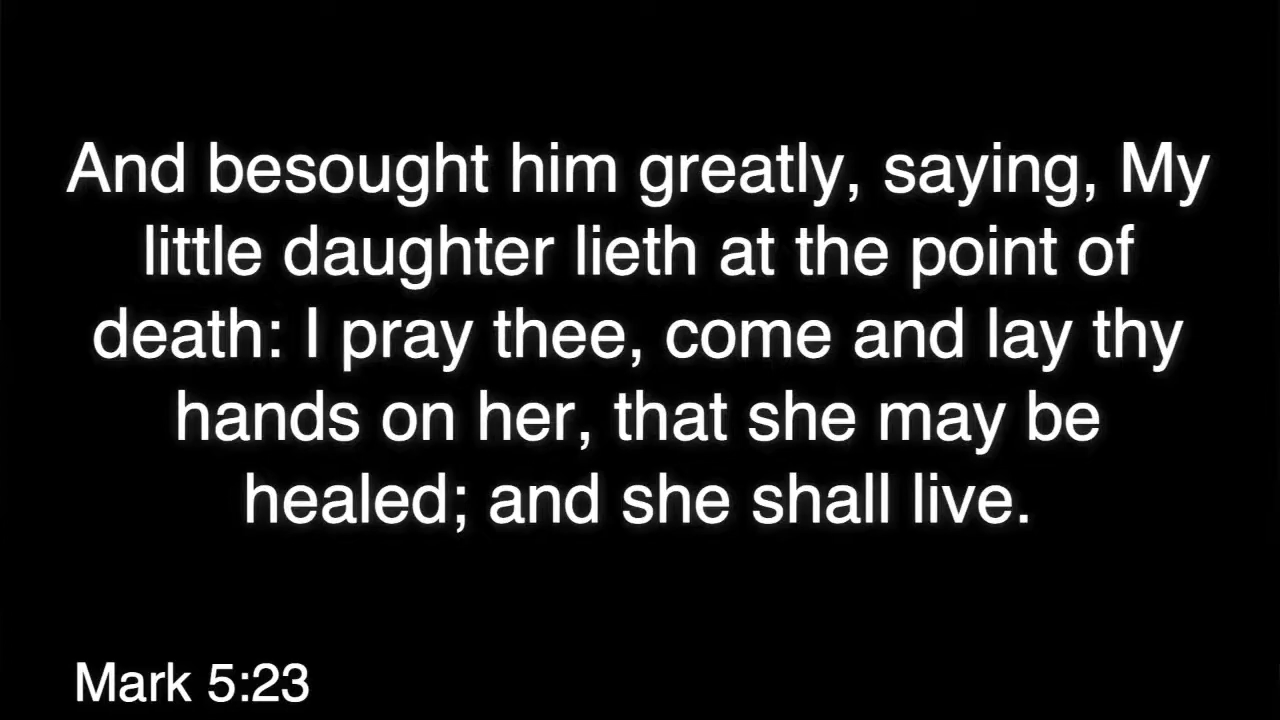 And besought him greatly, saying, My
little daughter lieth at the point of
death: I pray thee, come and lay thy
hands on her, that she may be
healed; and she shall live.
Mark 5:23